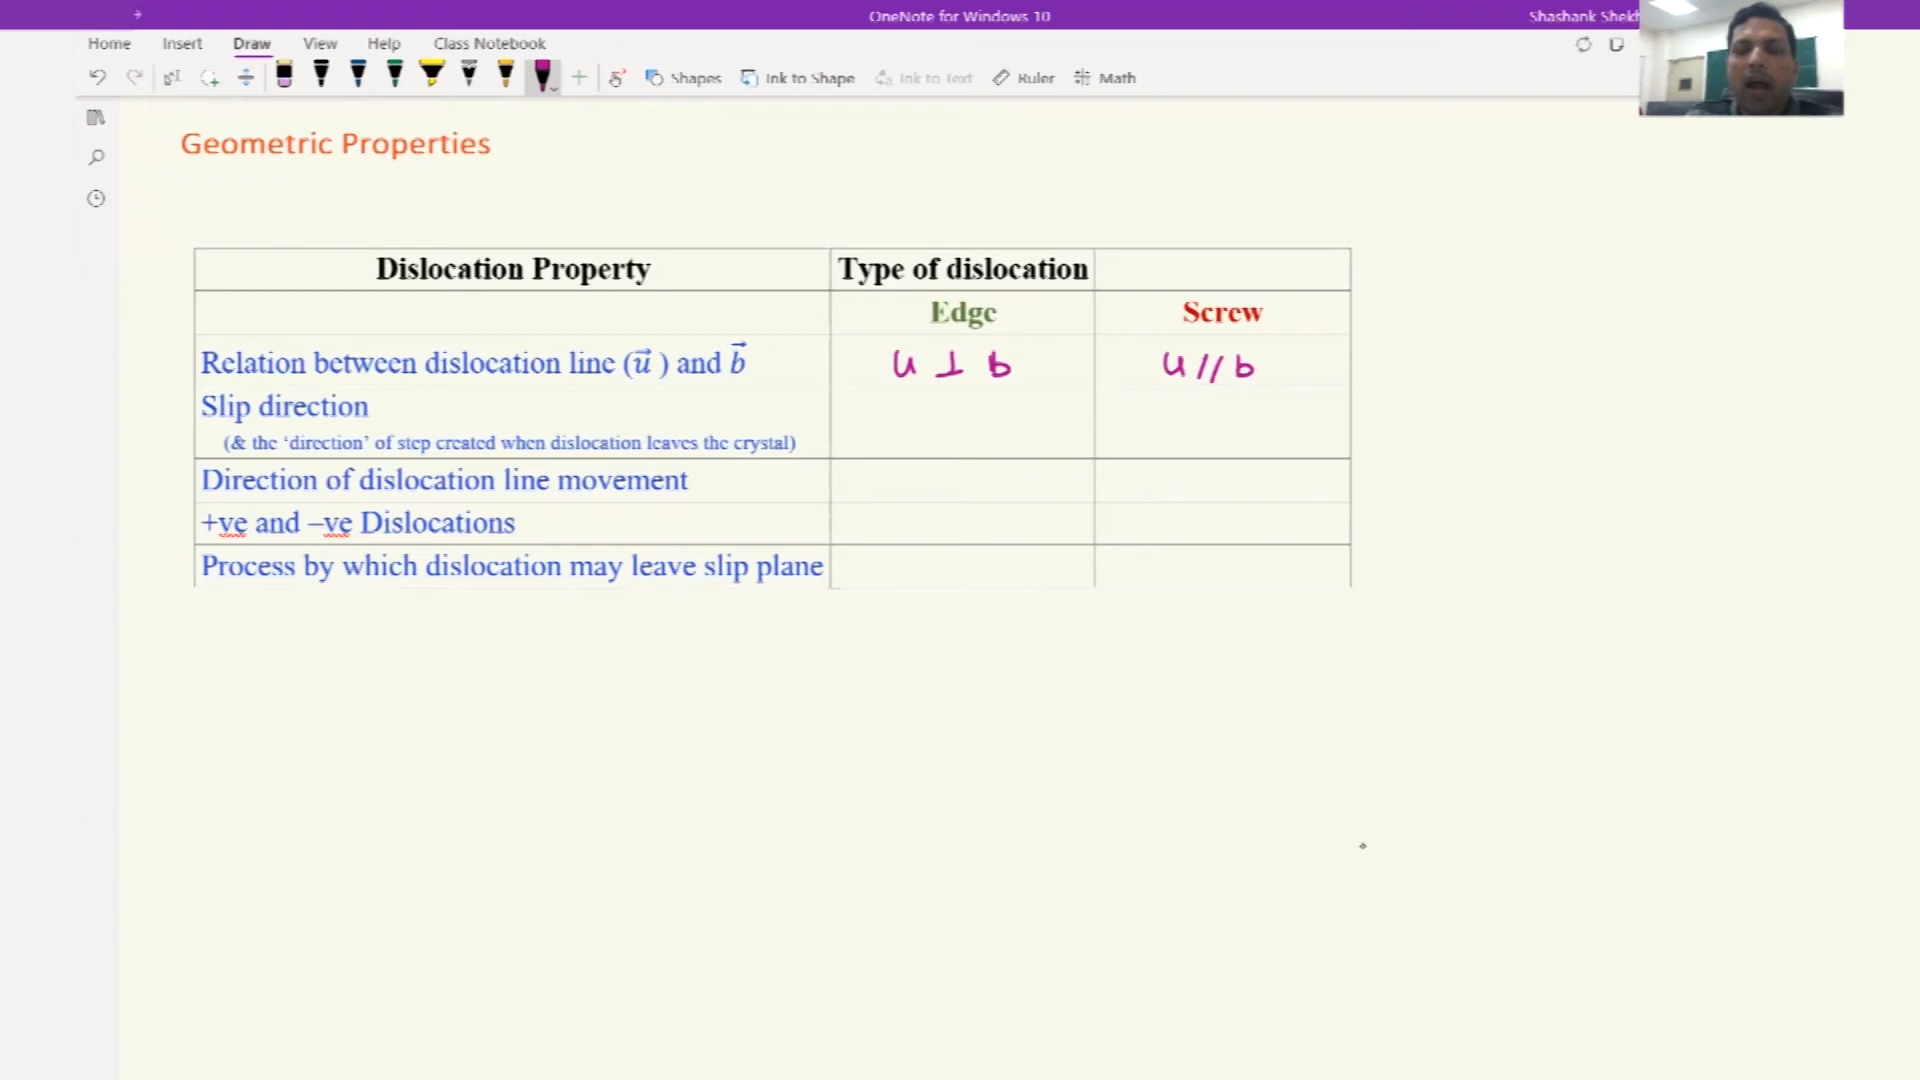 OneNote for Windows 10
Shashank Shekh
Home Insert Draw View Help Class Notebook
Shapes Ink to Shape Ink to Text Ruler Math
Geometric Properties
Dislocation Property Type of dislocation
Edge Screw
Relation between dislocation line (u⃗ ) and b⃗ u ⊥ b u // b
Slip direction
(& the ‘direction’ of step created when dislocation leaves the crystal)
Direction of dislocation line movement
+ve and –ve Dislocations
Process by which dislocation may leave slip plane